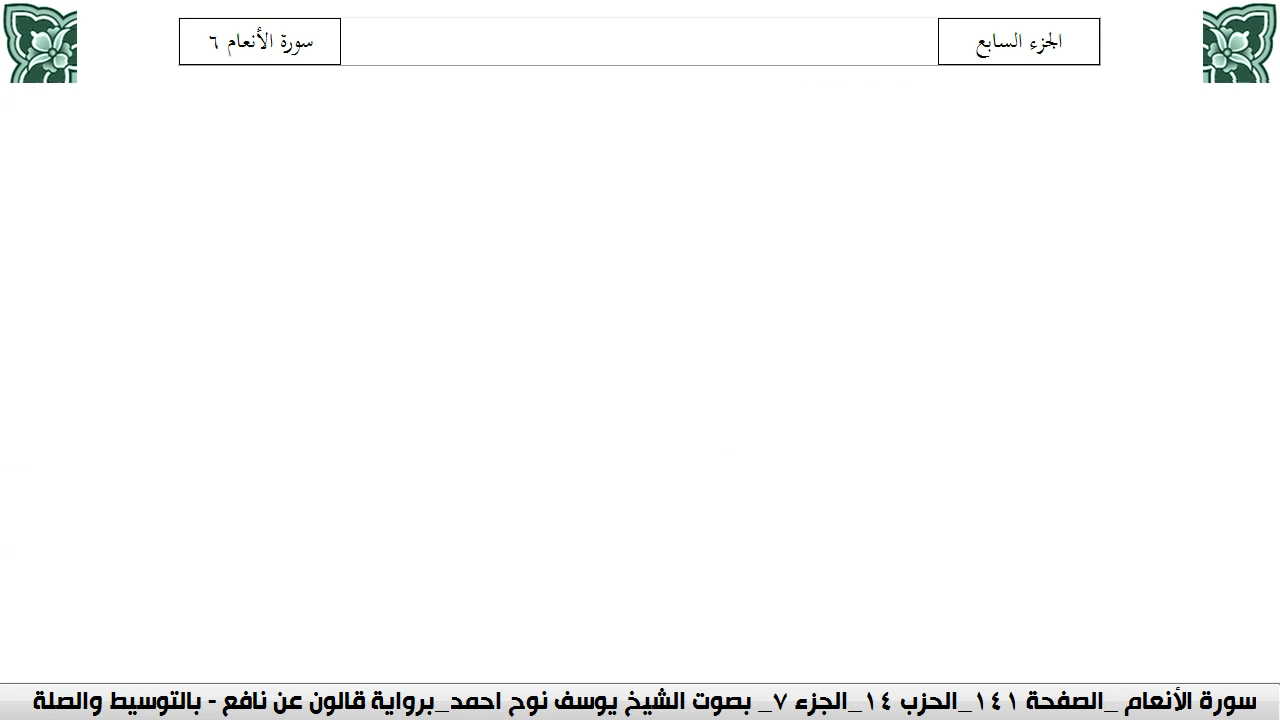 الجزء السابع
سورة الأنعام ٦
سورة الأنعام _الصفحة ١٤١_الحزب ١٤_الجزء ٧_ بصوت الشيخ يوسف نوح احمد_برواية قالون عن نافع - بالتوسيط والصلة